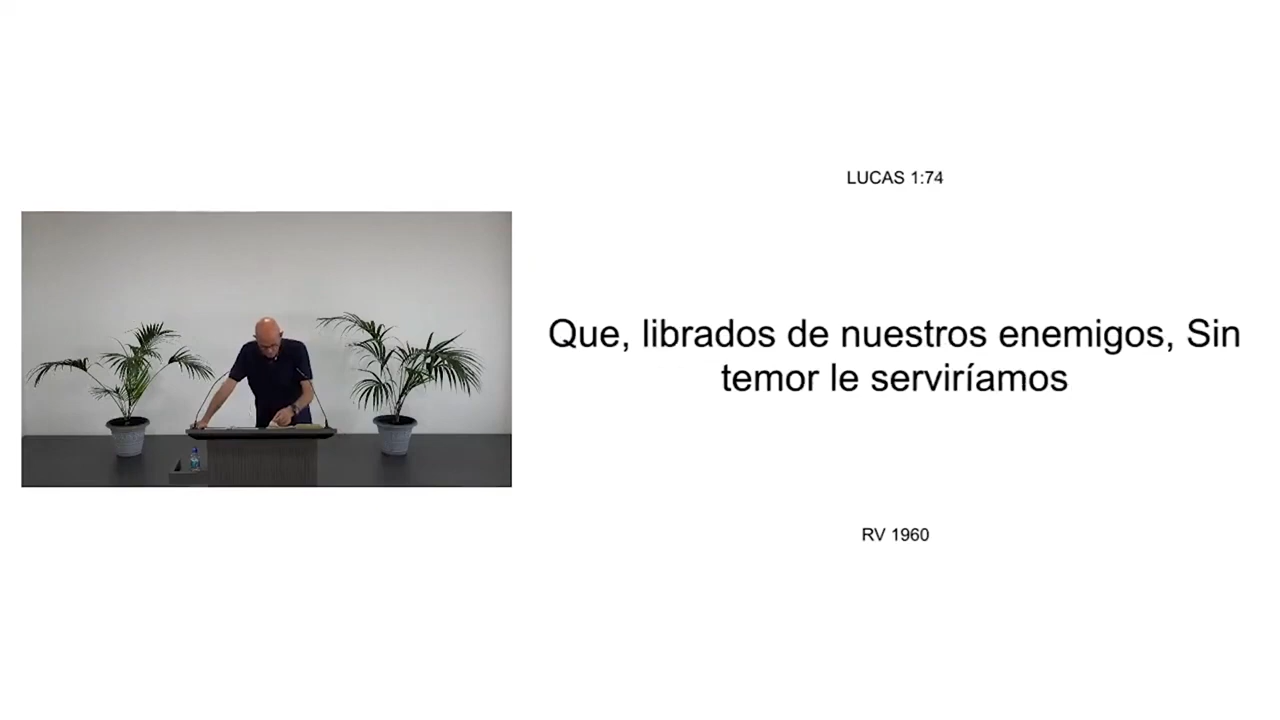 LUCAS 1:74
Que, librados de nuestros enemigos, Sin
temor le serviríamos
RV 1960